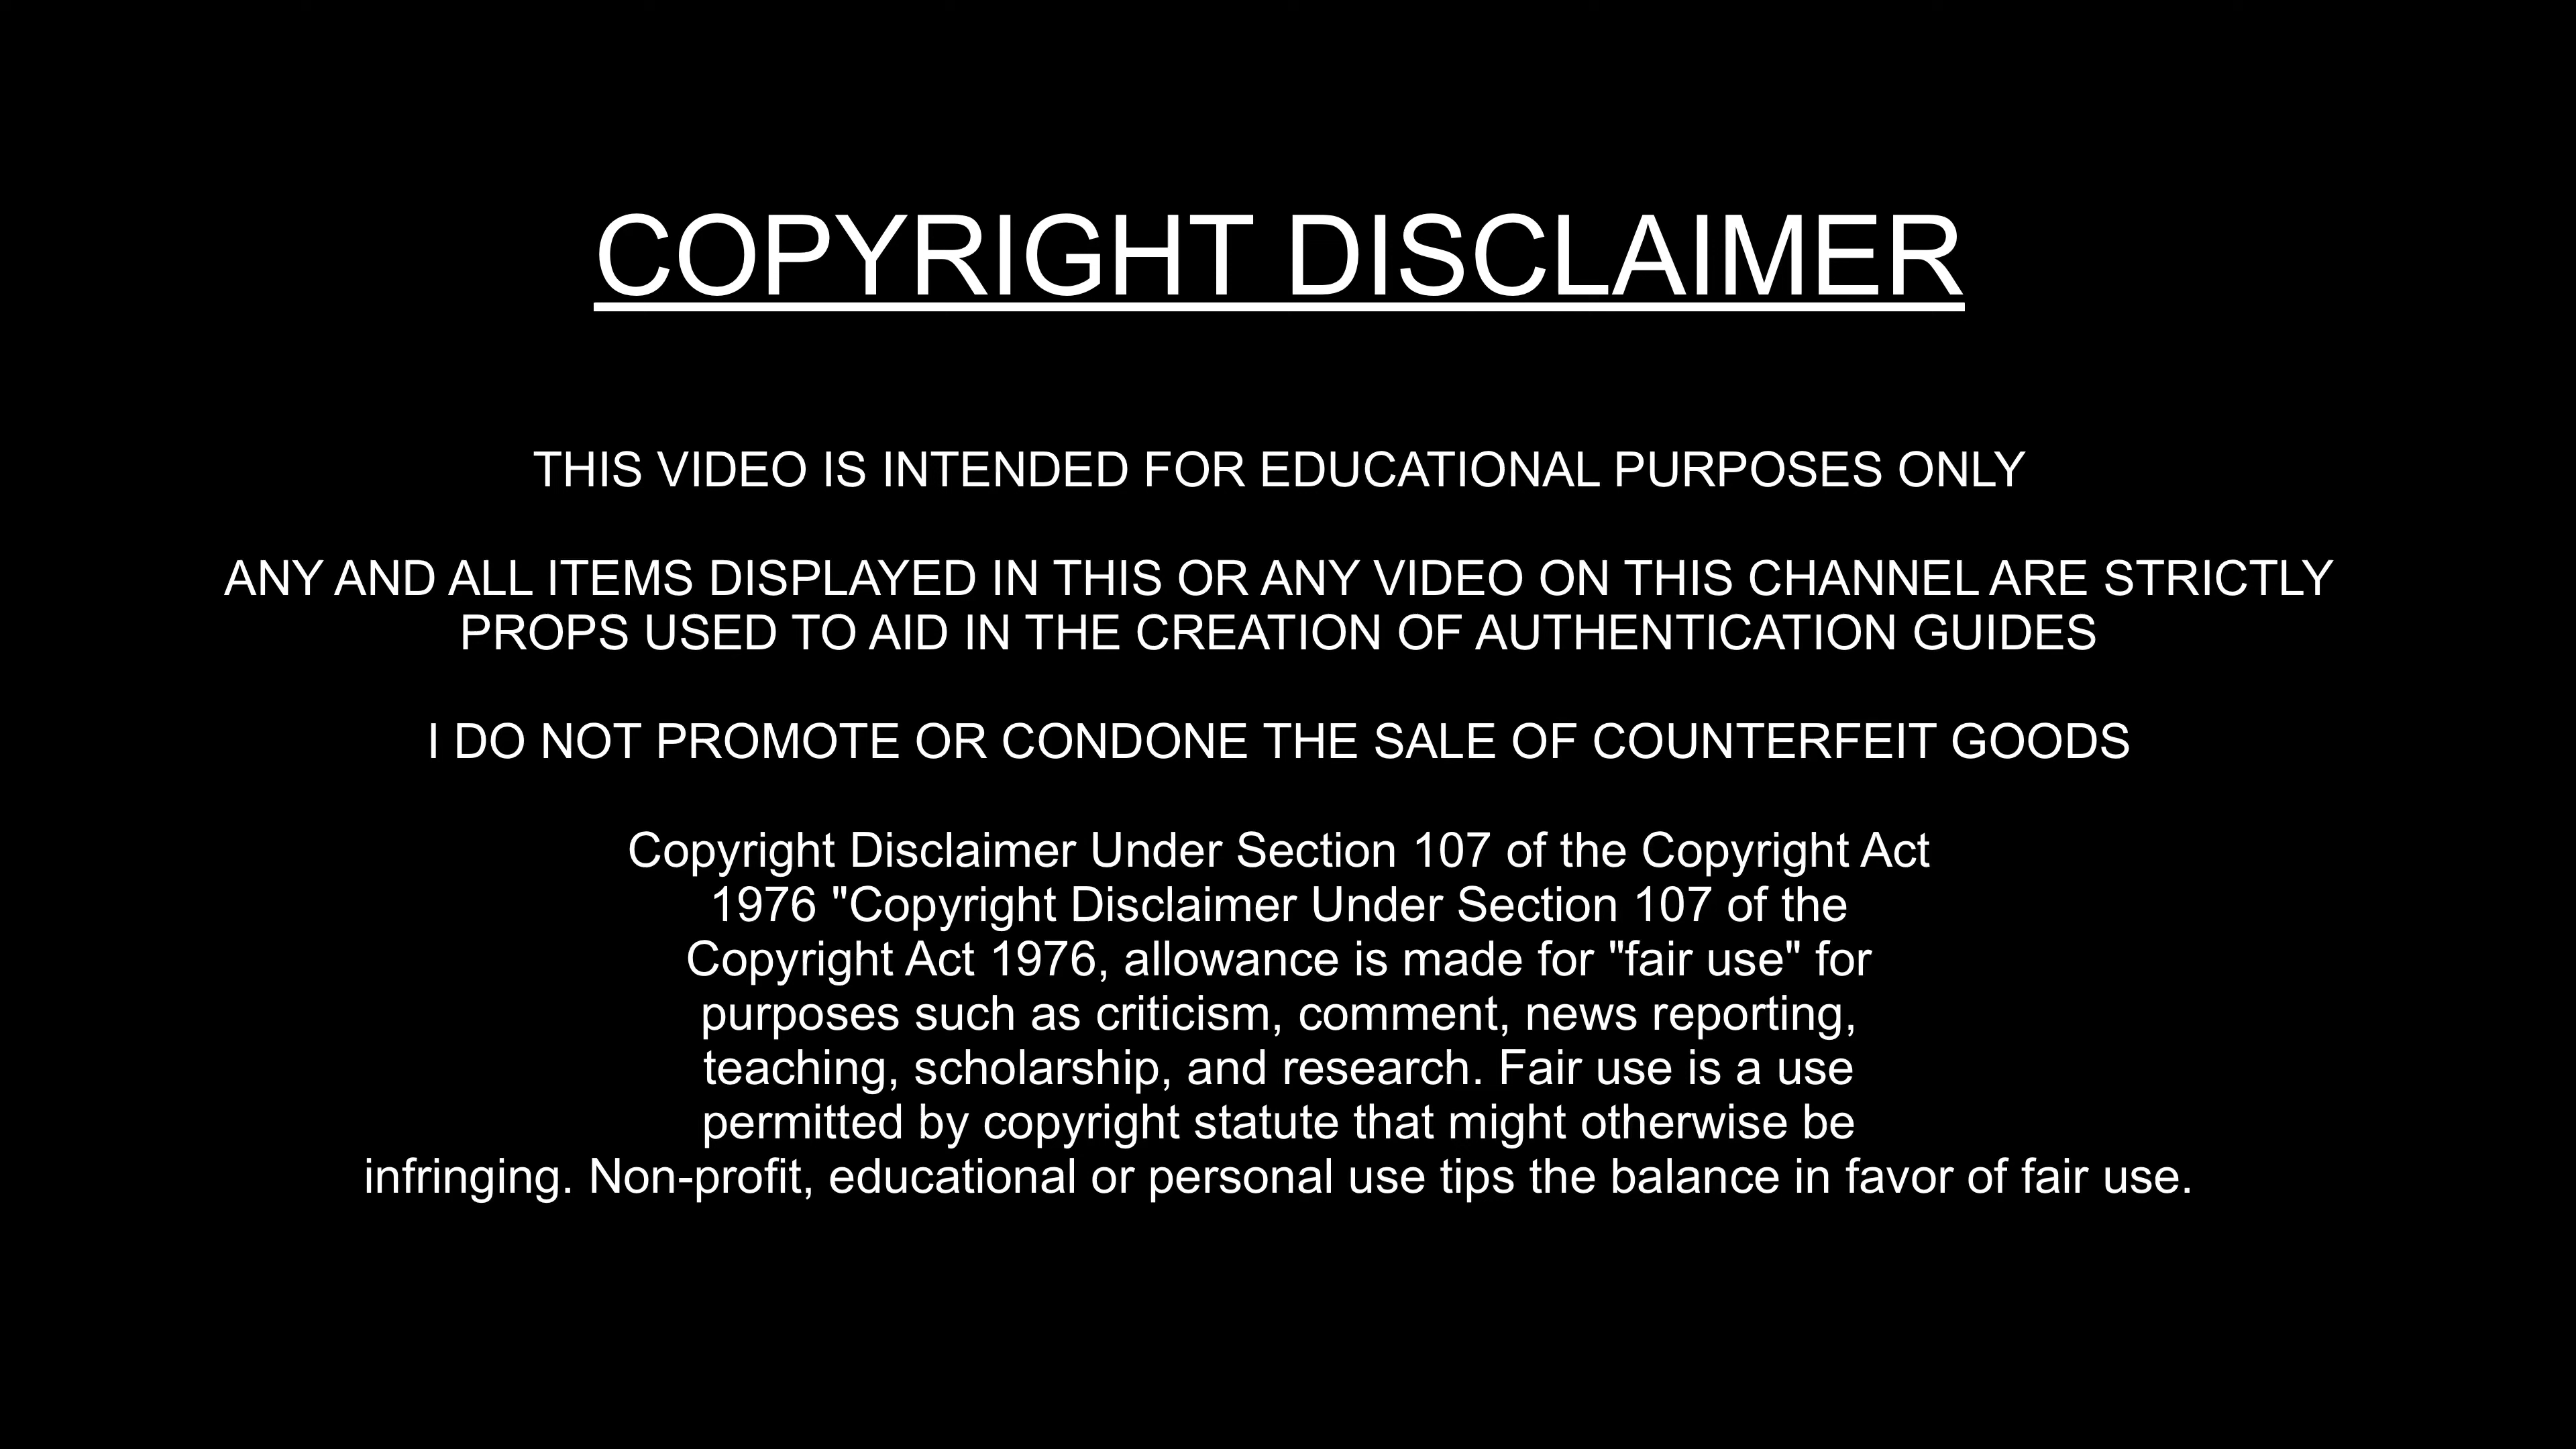 COPYRIGHT DISCLAIMER
THIS VIDEO IS INTENDED FOR EDUCATIONAL PURPOSES ONLY
ANY AND ALL ITEMS DISPLAYED IN THIS OR ANY VIDEO ON THIS CHANNEL ARE STRICTLY
PROPS USED TO AID IN THE CREATION OF AUTHENTICATION GUIDES
I DO NOT PROMOTE OR CONDONE THE SALE OF COUNTERFEIT GOODS
Copyright Disclaimer Under Section 107 of the Copyright Act
1976 "Copyright Disclaimer Under Section 107 of the
Copyright Act 1976, allowance is made for "fair use" for
purposes such as criticism, comment, news reporting,
teaching, scholarship, and research. Fair use is a use
permitted by copyright statute that might otherwise be
infringing. Non-profit, educational or personal use tips the balance in favor of fair use.